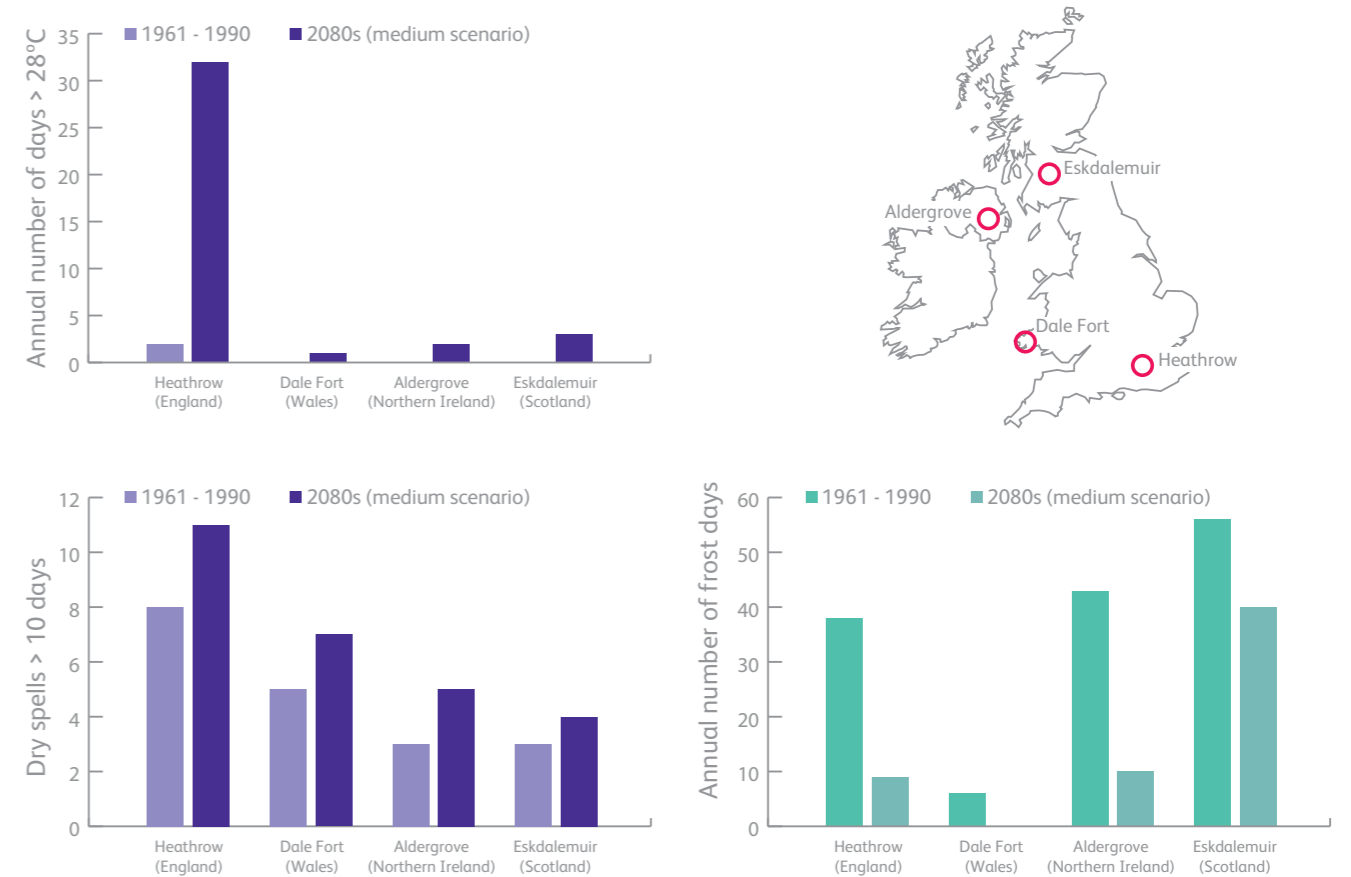 Annual number of days > 28°C
1961 - 1990
2080s (medium scenario)
35
30
25
20
15
10
5
0
Heathrow
(England)
Dale Fort
(Wales)
Aldergrove
(Northern Ireland)
Eskdalemuir
(Scotland)
Eskdalemuir
Aldergrove
Dale Fort
Heathrow
Dry spells > 10 days
1961 - 1990
2080s (medium scenario)
12
10
8
6
4
2
0
Heathrow
(England)
Dale Fort
(Wales)
Aldergrove
(Northern Ireland)
Eskdalemuir
(Scotland)
Annual number of frost days
1961 - 1990
2080s (medium scenario)
60
50
40
30
20
10
0
Heathrow
(England)
Dale Fort
(Wales)
Aldergrove
(Northern Ireland)
Eskdalemuir
(Scotland)